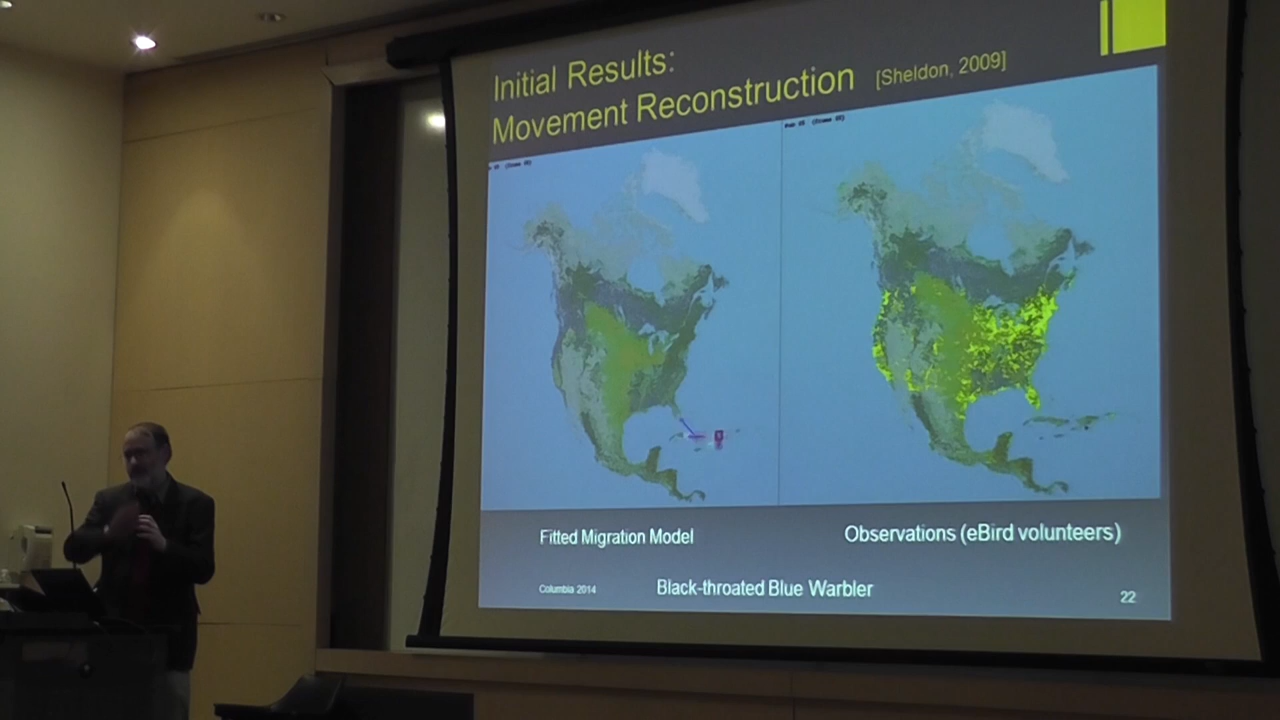 Initial Results:
Movement Reconstruction [Sheldon, 2009]
Fitted Migration Model
Observations (eBird volunteers)
Columbia 2014
Black-throated Blue Warbler
22